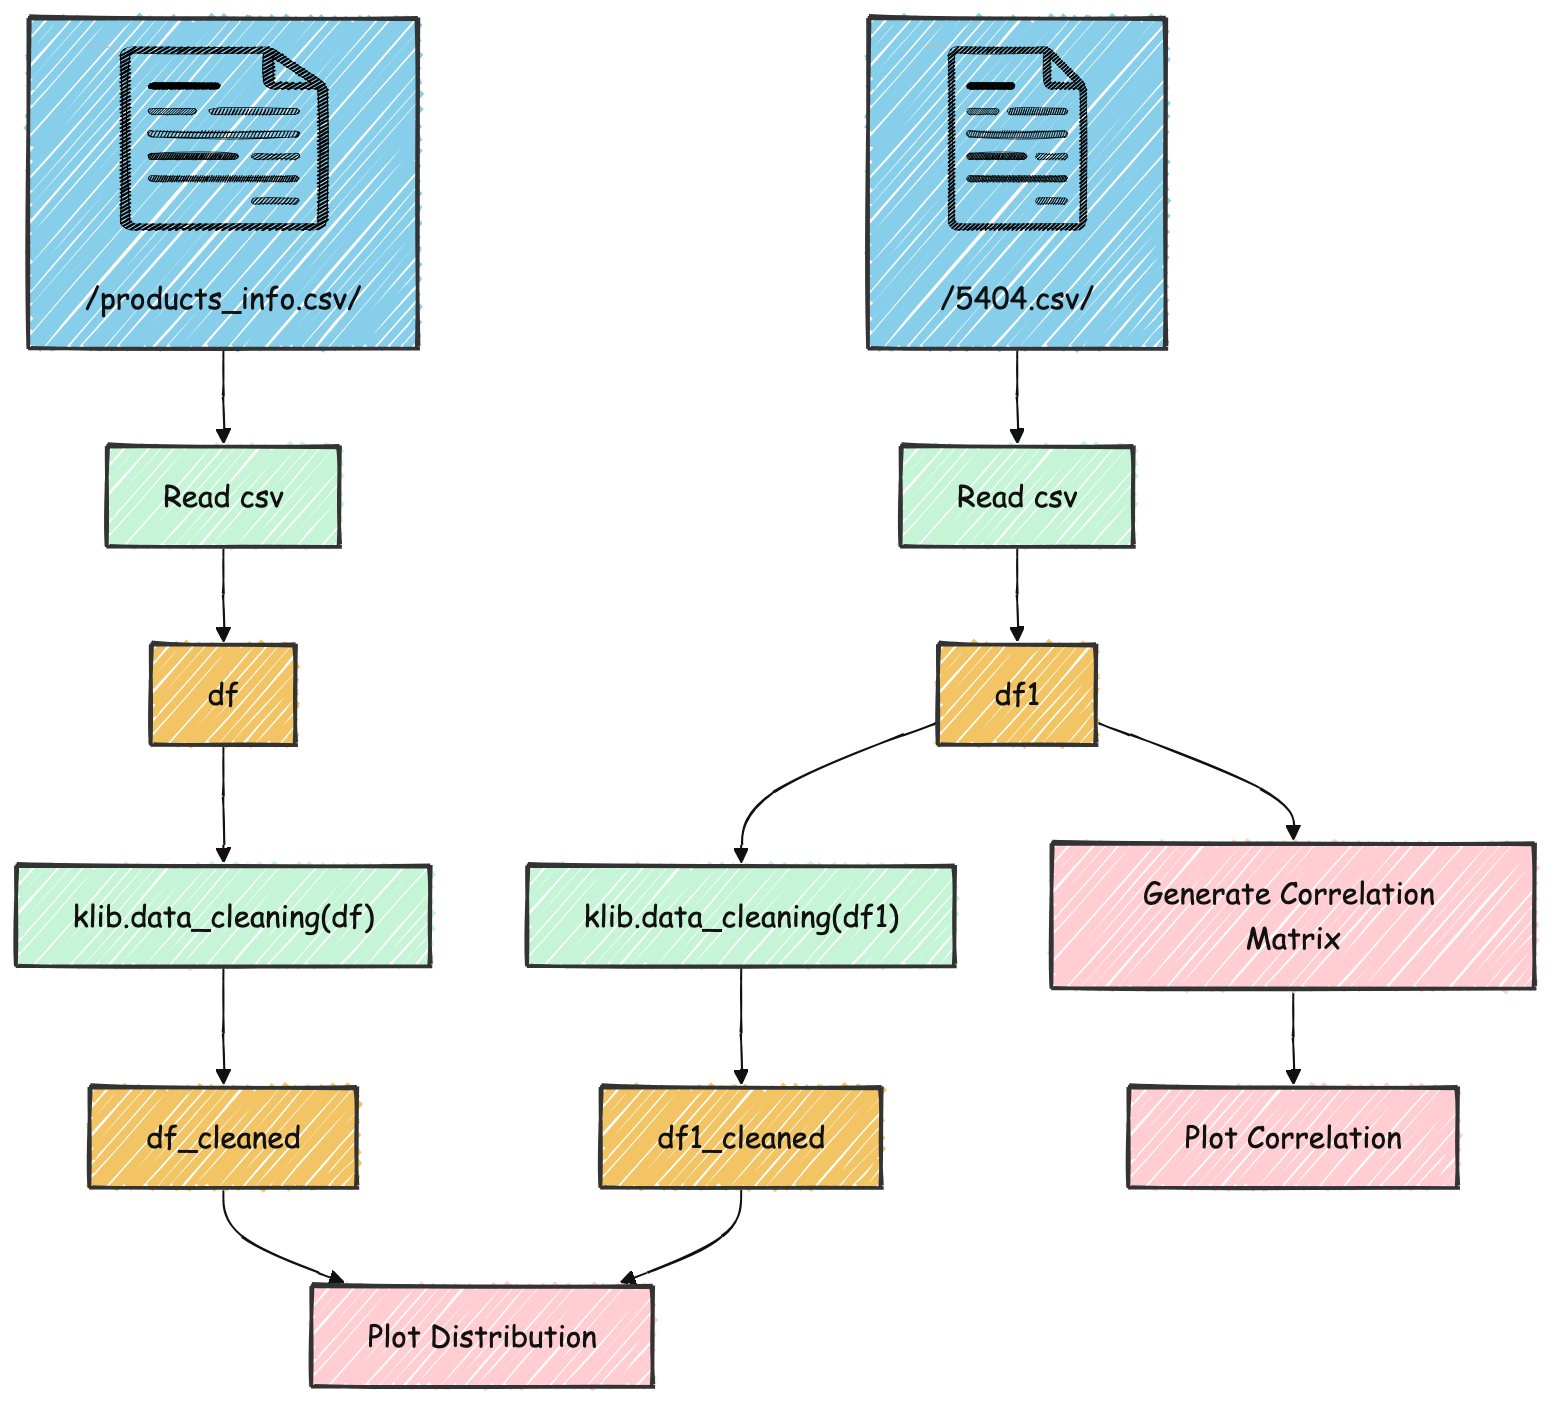 /products_info.csv/
/5404.csv/
Read csv
Read csv
df
df1
klib.data_cleaning(df)
klib.data_cleaning(df1)
Generate Correlation
Matrix
df_cleaned
df1_cleaned
Plot Correlation
Plot Distribution